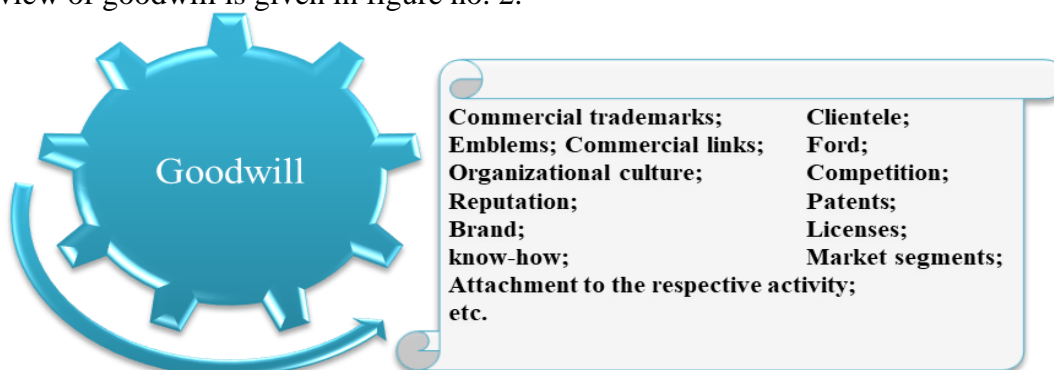 view of goodwill is given in figure no. 2.
Goodwill
Commercial trademarks; Clientele;
Emblems; Commercial links; Ford;
Organizational culture; Competition;
Reputation; Patents;
Brand; Licenses;
know-how; Market segments;
Attachment to the respective activity;
etc.